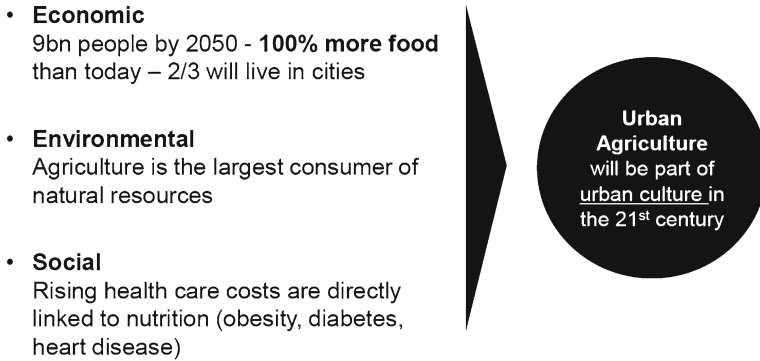 • Economic
9bn people by 2050 - 100% more food
than today – 2/3 will live in cities
• Environmental
Agriculture is the largest consumer of
natural resources
• Social
Rising health care costs are directly
linked to nutrition (obesity, diabetes,
heart disease)
Urban
Agriculture
will be part of
urban culture in
the 21st century